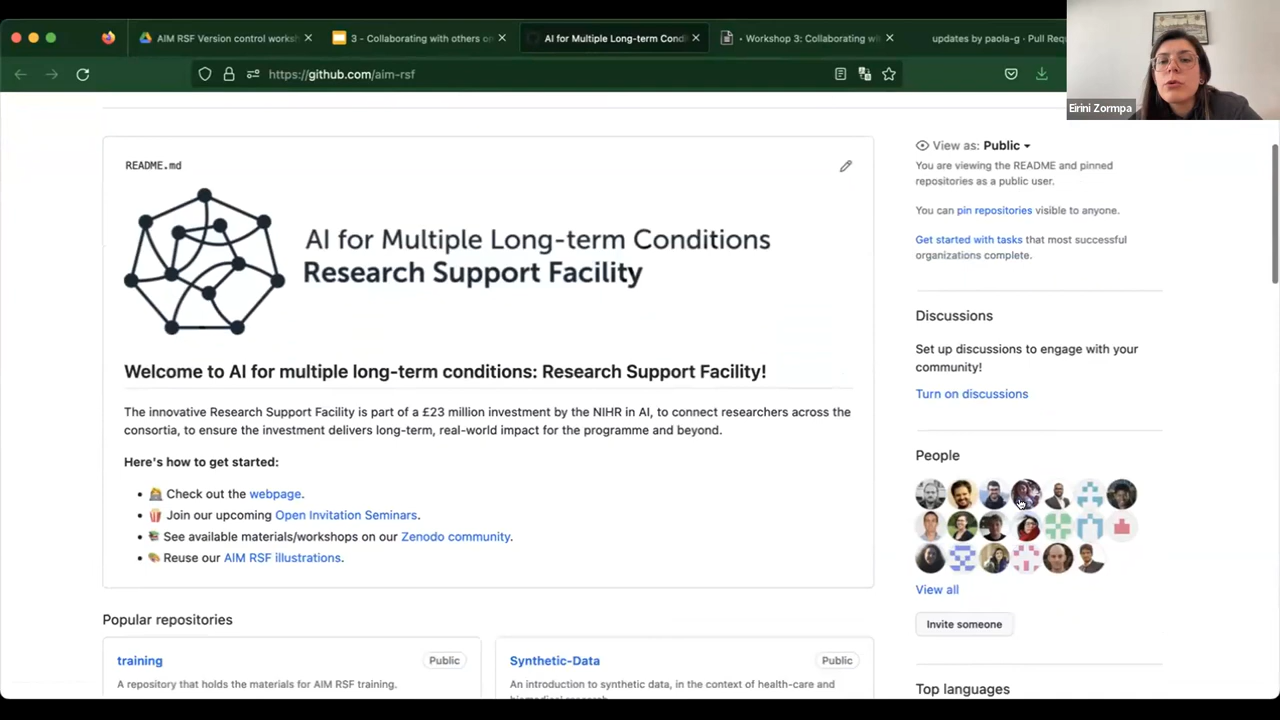 AIM RSF Version control works
3 - Collaborating with others o
AI for Multiple Long-term Cond
• Workshop 3: Collaborating wi
updates by paola-g · Pull Requ
https://github.com/aim-rsf
Eirini Zormpa
README.md
AI for Multiple Long-term Conditions
Research Support Facility
Welcome to AI for multiple long-term conditions: Research Support Facility!
The innovative Research Support Facility is part of a £23 million investment by the NIHR in AI, to connect researchers across the
consortia, to ensure the investment delivers long-term, real-world impact for the programme and beyond.
Here's how to get started:
• Check out the webpage.
• Join our upcoming Open Invitation Seminars.
• See available materials/workshops on our Zenodo community.
• Reuse our AIM RSF illustrations.
Popular repositories
training
Public
A repository that holds the materials for AIM RSF training.
Synthetic-Data
Public
An introduction to synthetic data, in the context of health-care and
View as: Public
You are viewing the README and pinned
repositories as a public user.
You can pin repositories visible to anyone.
Get started with tasks that most successful
organizations complete.
Discussions
Set up discussions to engage with your
community!
Turn on discussions
People
View all
Invite someone
Top languages